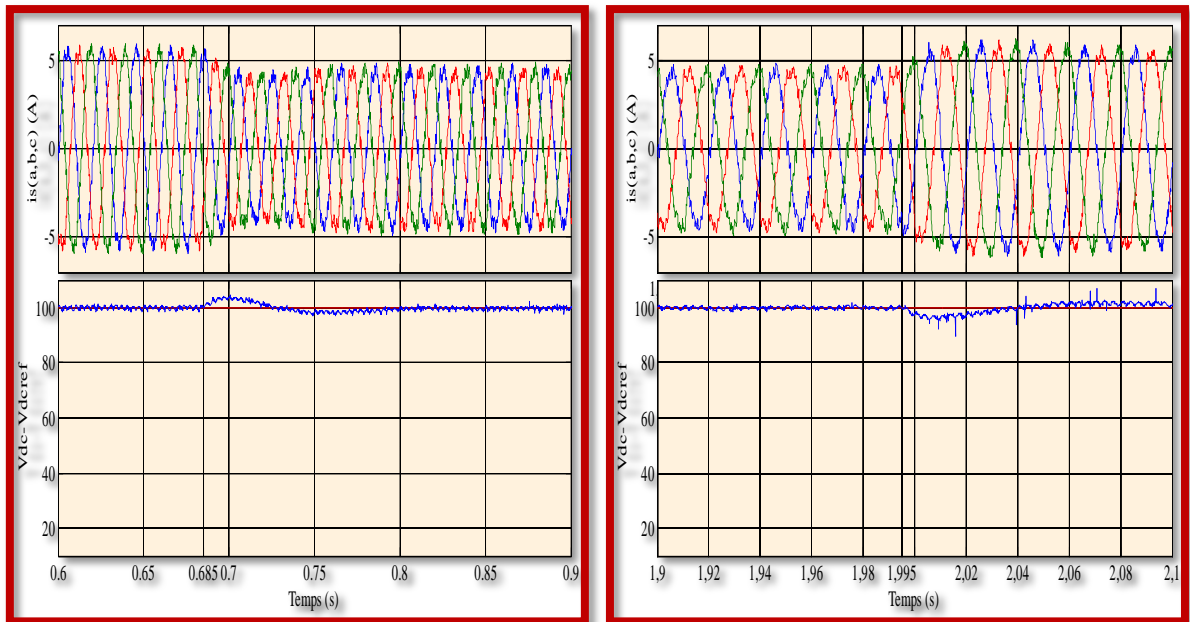 is(a,b,c) (A)
5
0
-5
Vdc-Vdcref
100
80
60
40
20
0.6 0.65 0.685 0.7 0.75 0.8 0.85 0.9
Temps (s)
is(a,b,c) (A)
5
0
-5
Vdc-Vdcref
1
100
80
60
40
20
1,9 1,92 1,94 1,96 1,98 1,995 2,02 2,04 2,06 2,08 2,1
Temps (s)